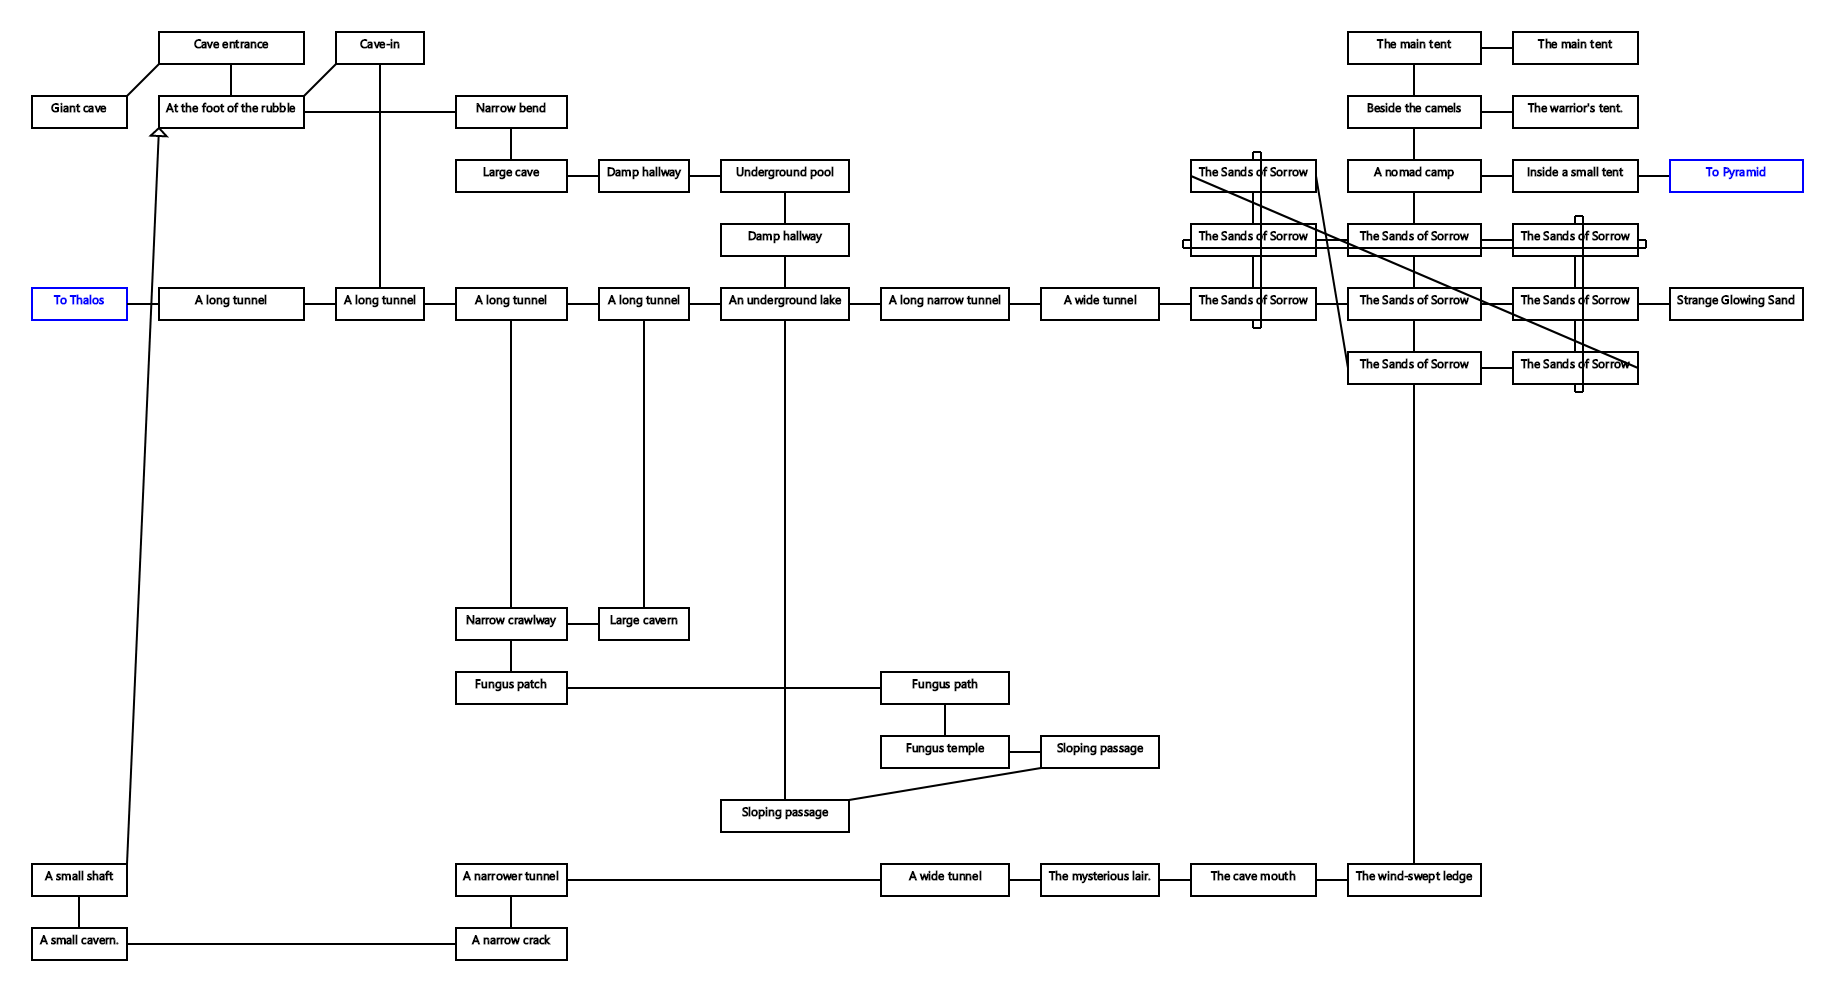 Cave entrance
Cave-in
The main tent
The main tent
Giant cave
At the foot of the rubble
Narrow bend
Beside the camels
The warrior's tent.
Large cave
Damp hallway
Underground pool
The Sands of Sorrow
A nomad camp
Inside a small tent
To Pyramid
Damp hallway
The Sands of Sorrow
The Sands of Sorrow
The Sands of Sorrow
To Thalos
A long tunnel
A long tunnel
A long tunnel
A long tunnel
An underground lake
A long narrow tunnel
A wide tunnel
The Sands of Sorrow
The Sands of Sorrow
The Sands of Sorrow
Strange Glowing Sand
The Sands of Sorrow
The Sands of Sorrow
Narrow crawlway
Large cavern
Fungus patch
Fungus path
Fungus temple
Sloping passage
Sloping passage
A small shaft
A narrower tunnel
A wide tunnel
The mysterious lair.
The cave mouth
The wind-swept ledge
A small cavern.
A narrow crack